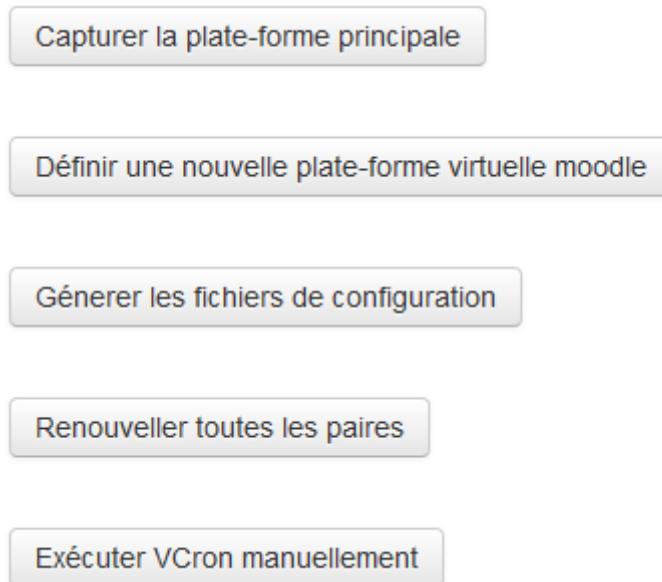 Capturer la plate-forme principale
Définir une nouvelle plate-forme virtuelle moodle
Génerer les fichiers de configuration
Renouveller toutes les paires
Exécuter VCron manuellement